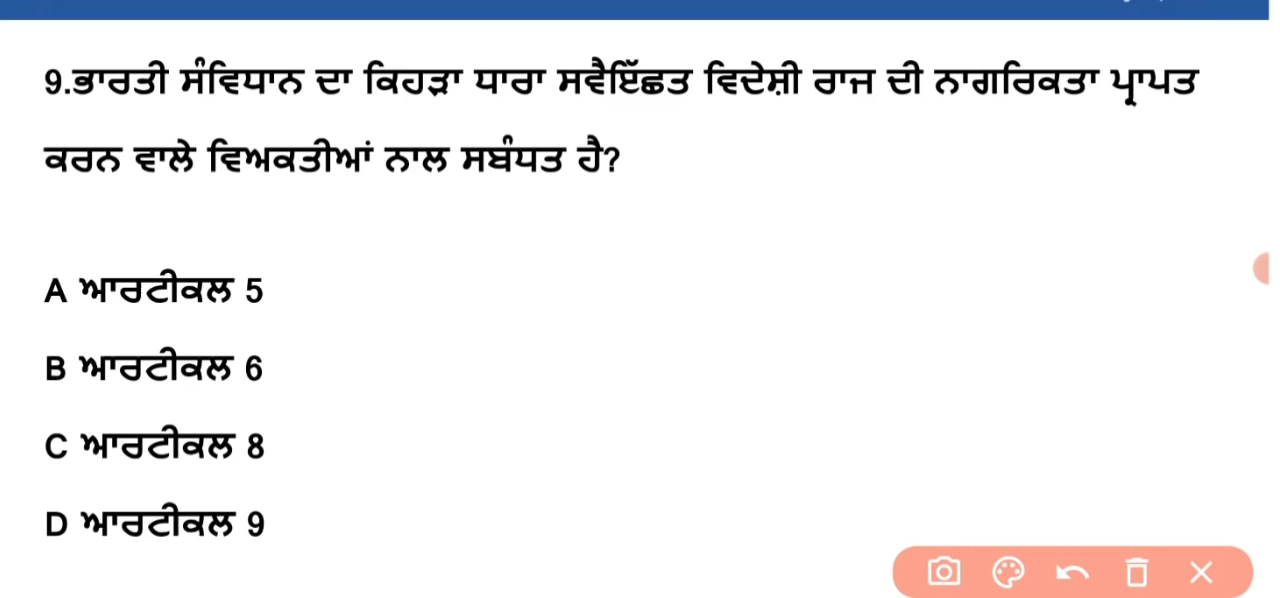 9.ਭਾਰਤੀ ਸੰਵਿਧਾਨ ਦਾ ਕਿਹੜਾ ਧਾਰਾ ਸਵੈਇੱਛਤ ਵਿਦੇਸ਼ੀ ਰਾਜ ਦੀ ਨਾਗਰਿਕਤਾ ਪ੍ਰਾਪਤ
ਕਰਨ ਵਾਲੇ ਵਿਅਕਤੀਆਂ ਨਾਲ ਸਬੰਧਤ ਹੈ?
A ਆਰਟੀਕਲ 5
B ਆਰਟੀਕਲ 6
C ਆਰਟੀਕਲ 8
D ਆਰਟੀਕਲ 9